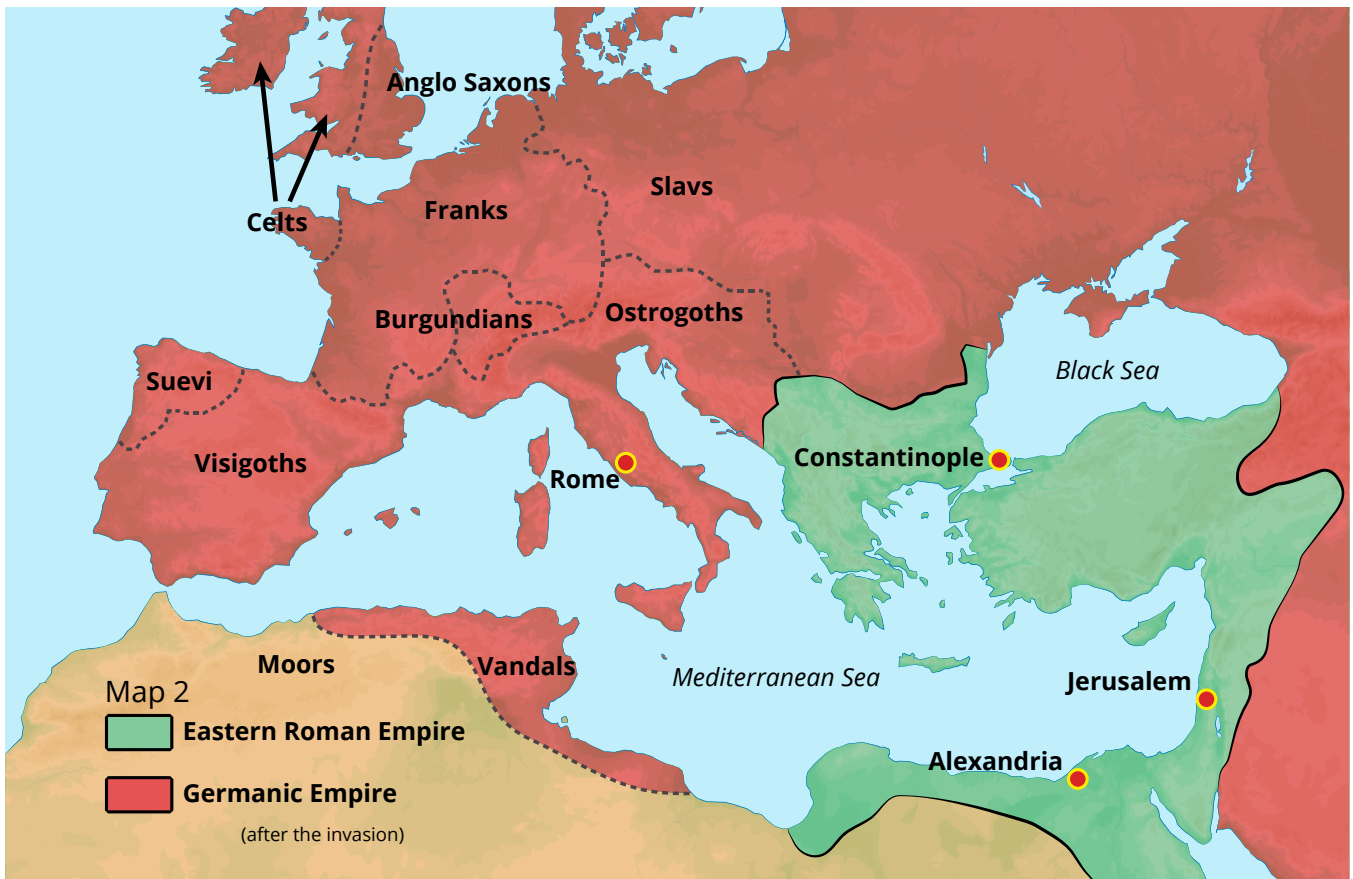 Anglo Saxons
Slavs
Franks
Celts
Ostrogoths
Burgundians
Black Sea
Suevi
Constantinople
Visigoths
Rome
Moors
Vandals
Mediterranean Sea
Jerusalem
Map 2
Eastern Roman Empire
Alexandria
Germanic Empire
(after the invasion)